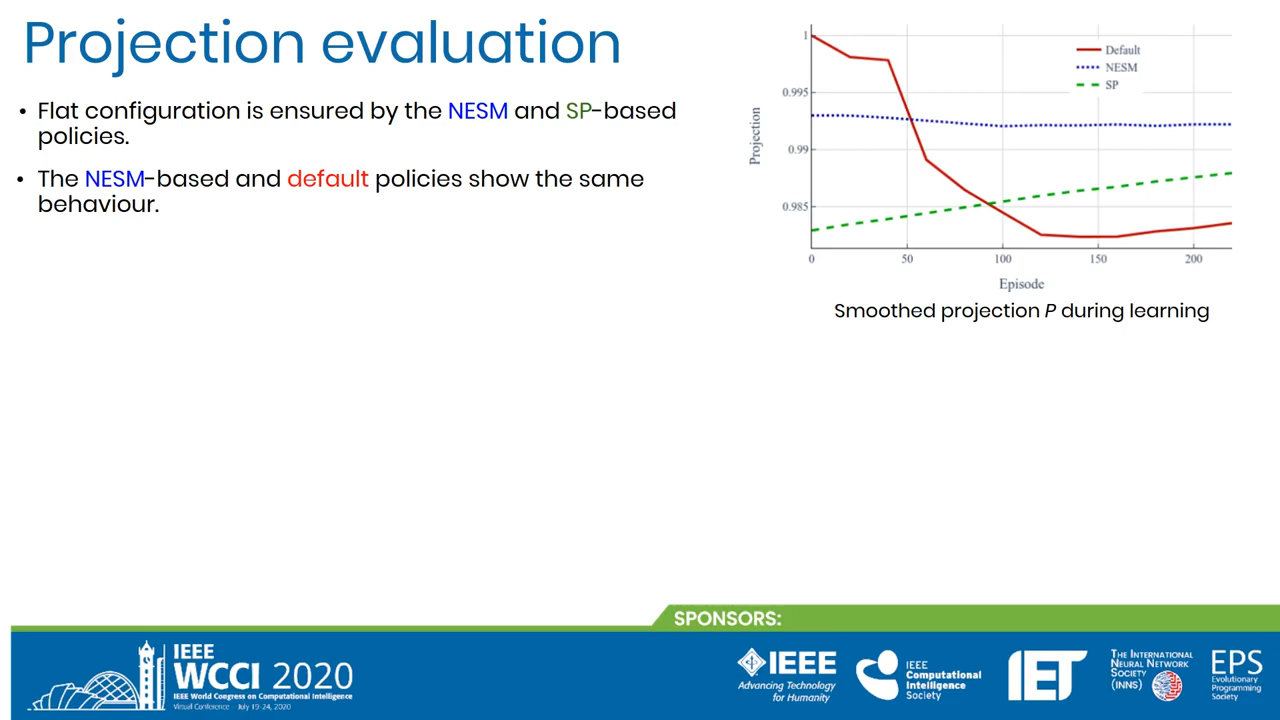 Projection evaluation
• Flat configuration is ensured by the NESM and SP-based
policies.
• The NESM-based and default policies show the same
behaviour.
1
0.995
0.99
0.985
Projection
Default
NESM
SP
0
50
100
150
200
Episode
Smoothed projection P during learning
SPONSORS:
IEEE
WCCI 2020
IEEE World Congress on Computational Intelligence
Virtual Conference - July 19-24, 2020
IEEE
Advancing Technology
for Humanity
IEEE
Computational
Intelligence
Society
IET
The International
Neural Network
Society
(INNS)
EPS
Evolutionary
Programming
Society